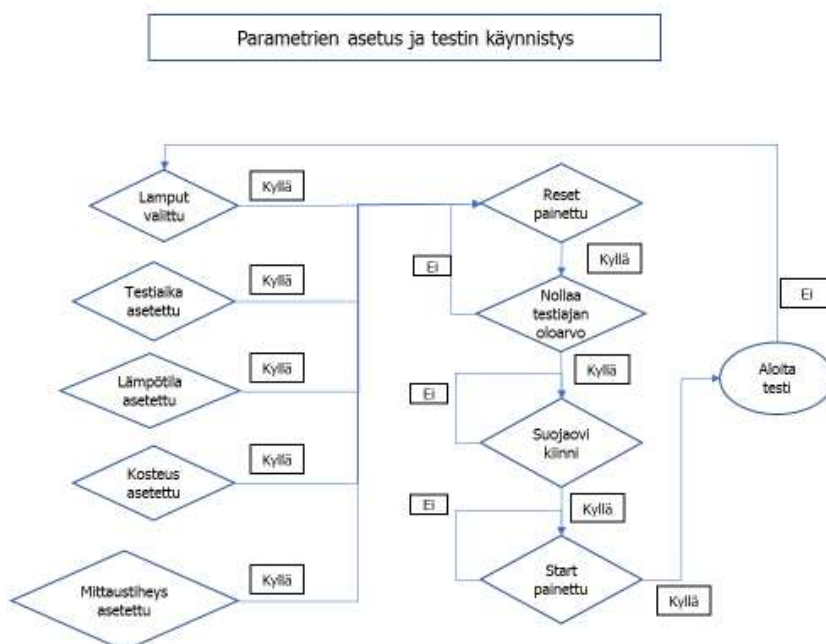 Parametrien asetus ja testin käynnistys
Lamput
valittu
Kyllä
Testiaika
asetettu
Kyllä
Lämpötila
asetettu
Kyllä
Kosteus
asetettu
Kyllä
Mittaustiheys
asetettu
Kyllä
Reset
painettu
Kyllä
Ei
Nollaa
testiajan
oloarvo
Kyllä
Ei
Suojaovi
kiinni
Kyllä
Ei
Start
painettu
Kyllä
Aloita
testi
Ei